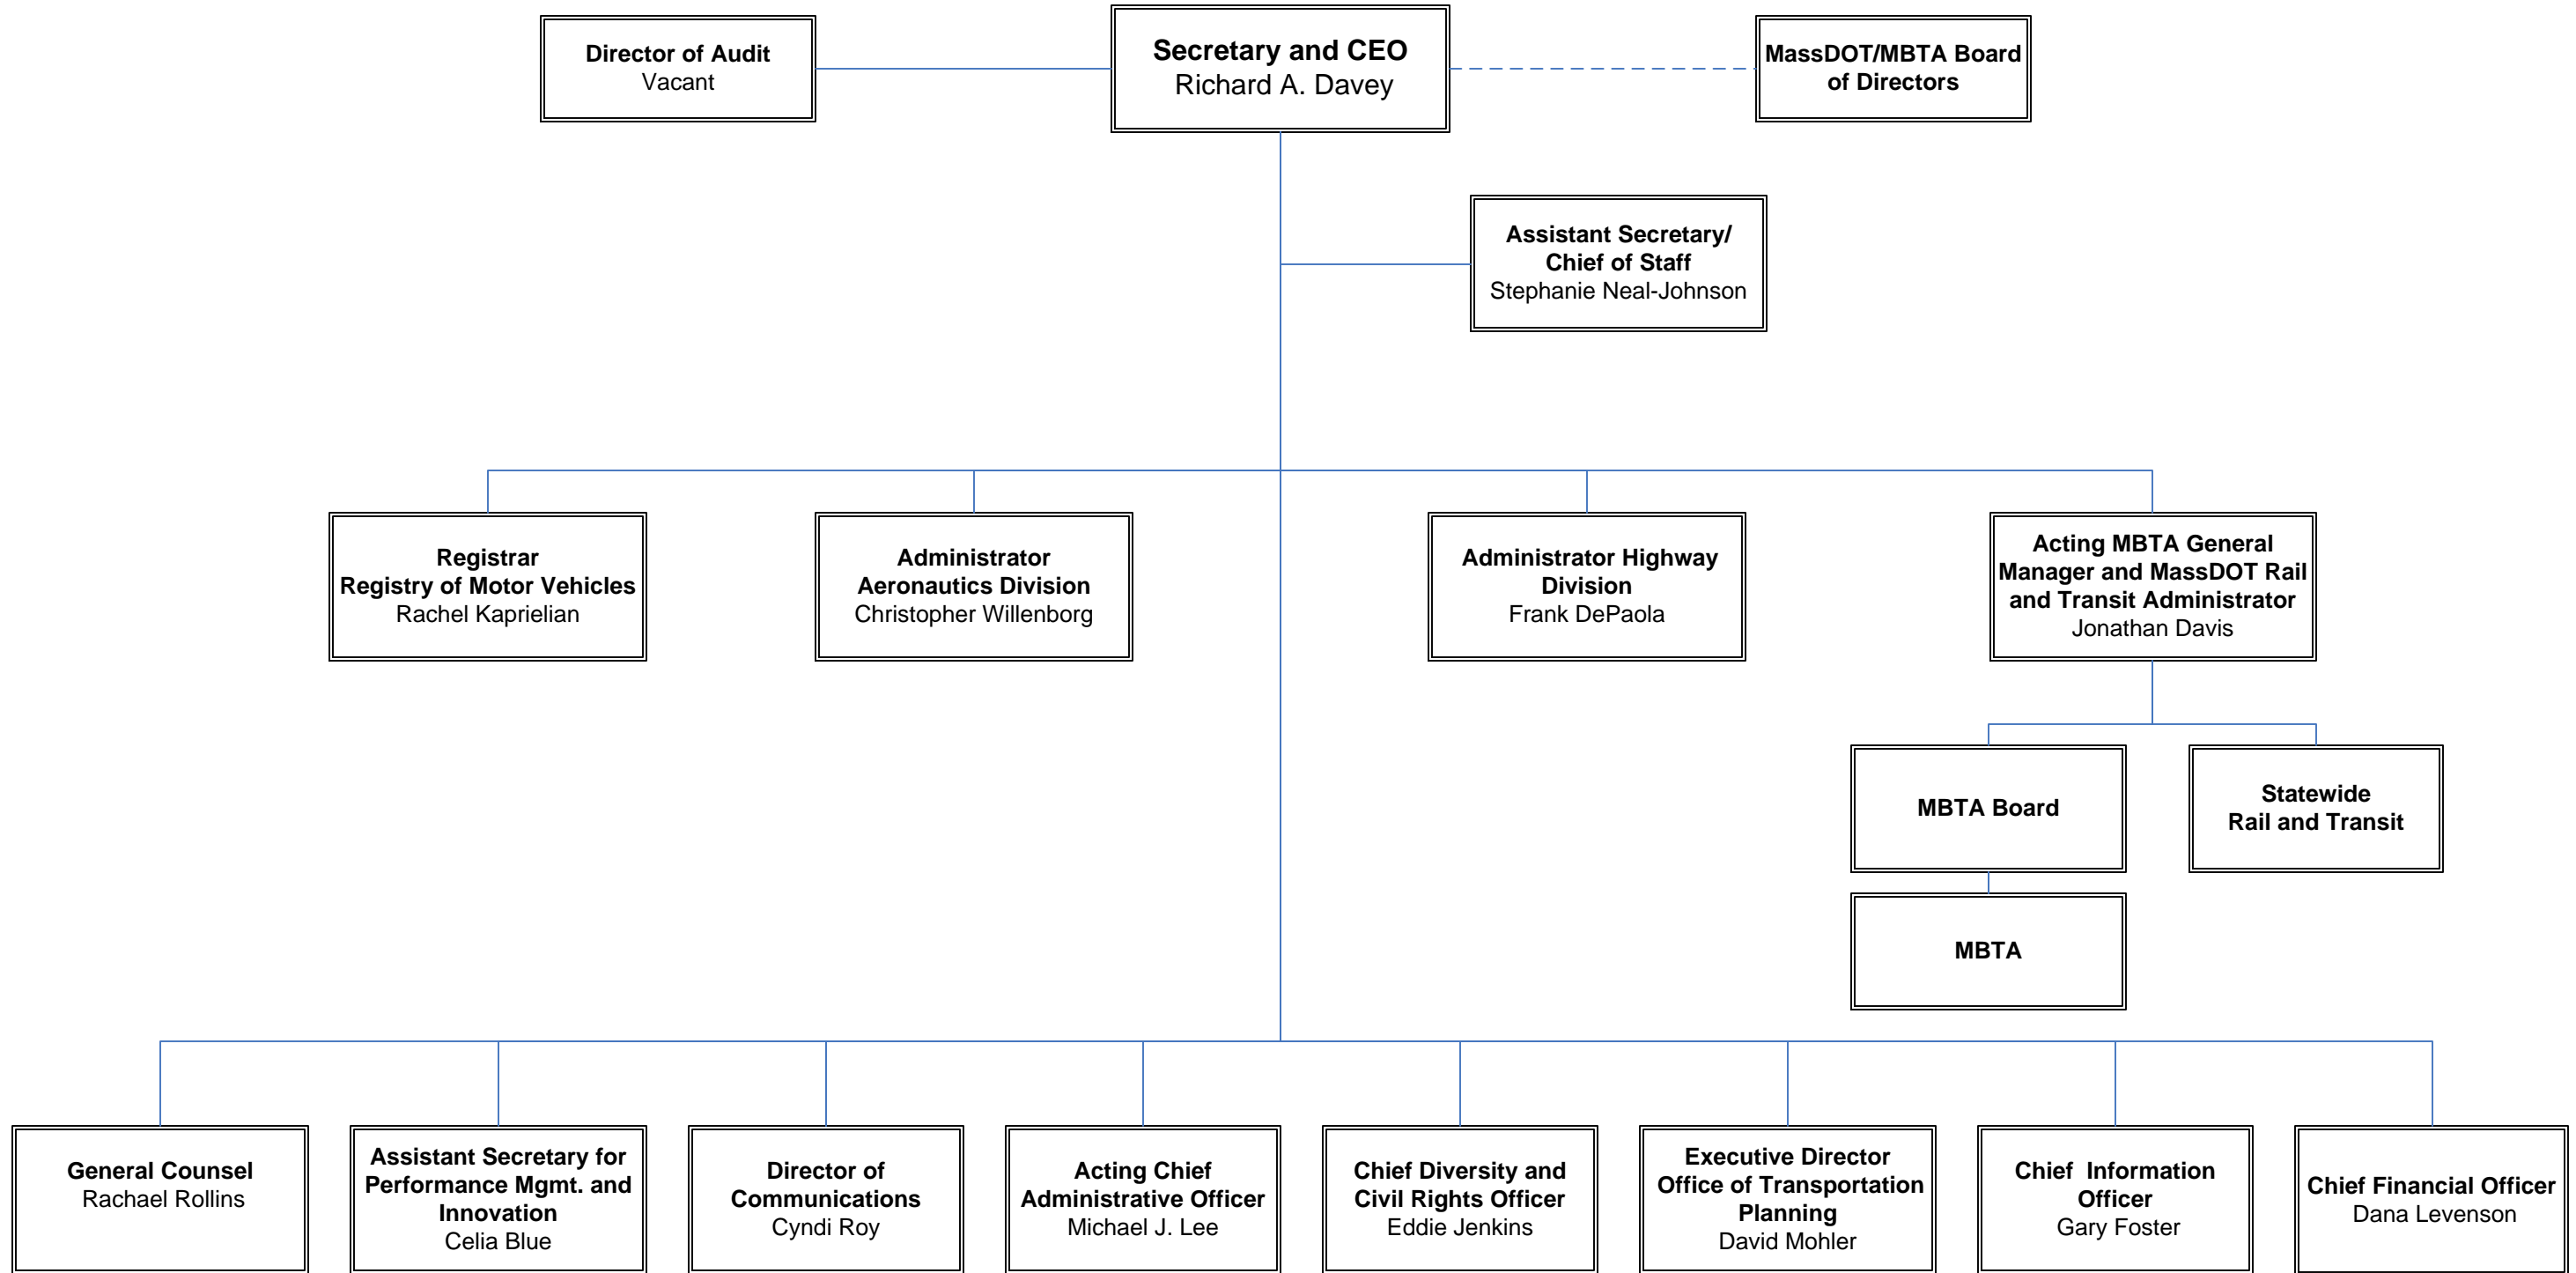 Director of Audit
Vacant
Secretary and CEO
Richard A. Davey
MassDOT/MBTA Board
of Directors
Assistant Secretary/
Chief of Staff
Stephanie Neal-Johnson
Registrar
Registry of Motor Vehicles
Rachel Kaprielian
Administrator
Aeronautics Division
Christopher Willenborg
Administrator Highway
Division
Frank DePaola
Acting MBTA General
Manager and MassDOT Rail
and Transit Administrator
Jonathan Davis
MBTA Board
Statewide
Rail and Transit
MBTA
General Counsel
Rachael Rollins
Assistant Secretary for
Performance Mgmt. and
Innovation
Celia Blue
Director of
Communications
Cyndi Roy
Acting Chief
Administrative Officer
Michael J. Lee
Chief Diversity and
Civil Rights Officer
Eddie Jenkins
Executive Director
Office of Transportation
Planning
David Mohler
Chief  Information
Officer
Gary Foster
Chief Financial Officer
Dana Levenson